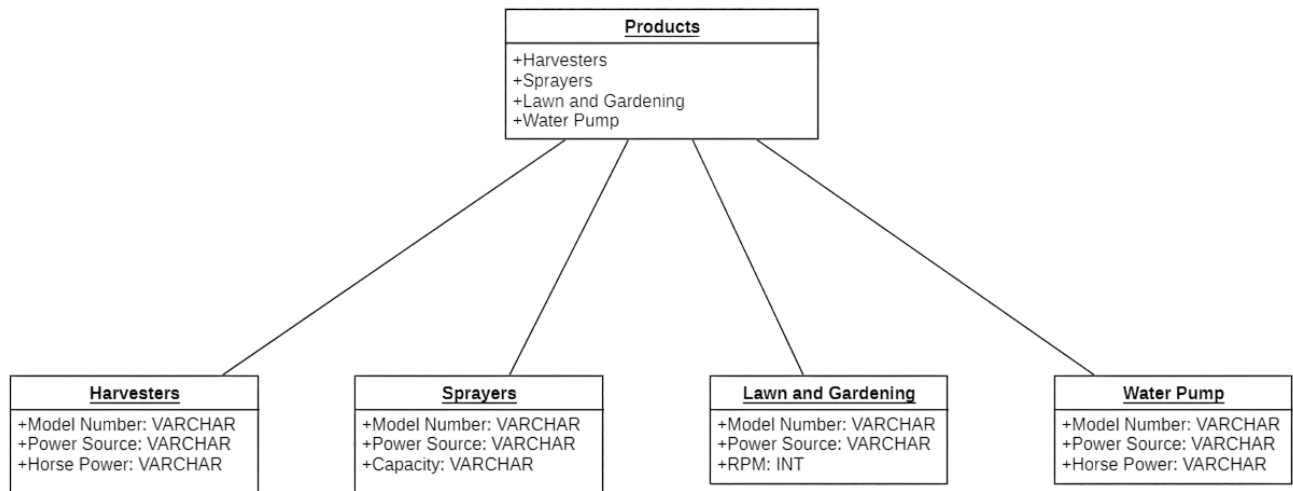 Products
+Harvesters
+Sprayers
+Lawn and Gardening
+Water Pump
Harvesters
+Model Number: VARCHAR
+Power Source: VARCHAR
+Horse Power: VARCHAR
Sprayers
+Model Number: VARCHAR
+Power Source: VARCHAR
+Capacity: VARCHAR
Lawn and Gardening
+Model Number: VARCHAR
+Power Source: VARCHAR
+RPM: INT
Water Pump
+Model Number: VARCHAR
+Power Source: VARCHAR
+Horse Power: VARCHAR